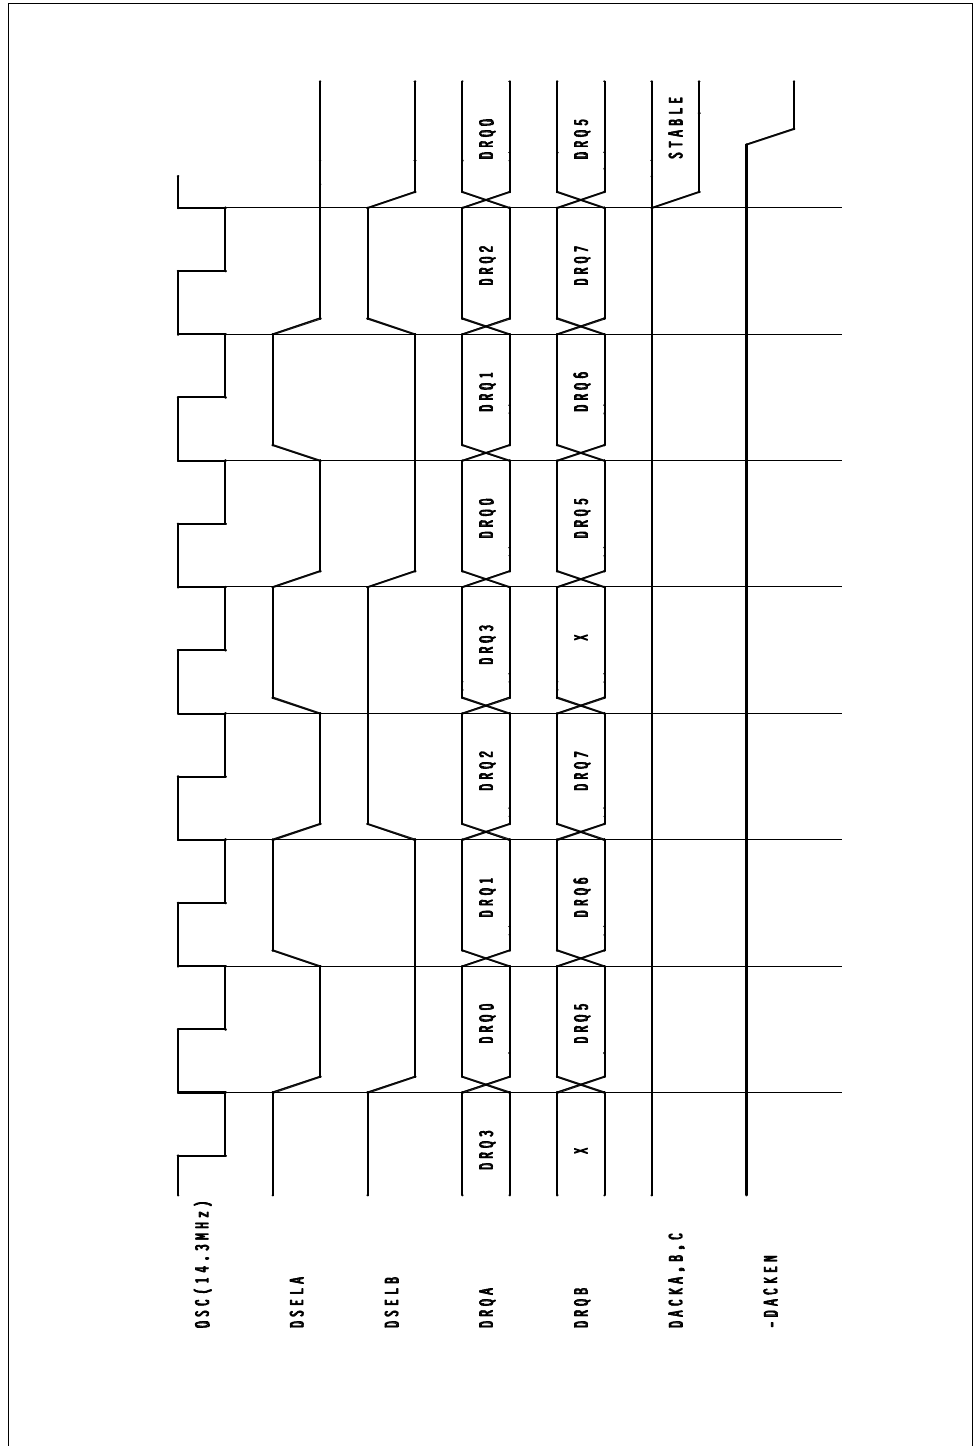 OSC(14.3MHz)
DSELA
DSELB
DRQA DRQ3 DRQ0 DRQ1 DRQ2 DRQ3 DRQ0 DRQ1 DRQ2 DRQ0
DRQB X DRQ5 DRQ6 DRQ7 X DRQ5 DRQ6 DRQ7 DRQ5
DACKA,B,C STABLE
-DACKEN